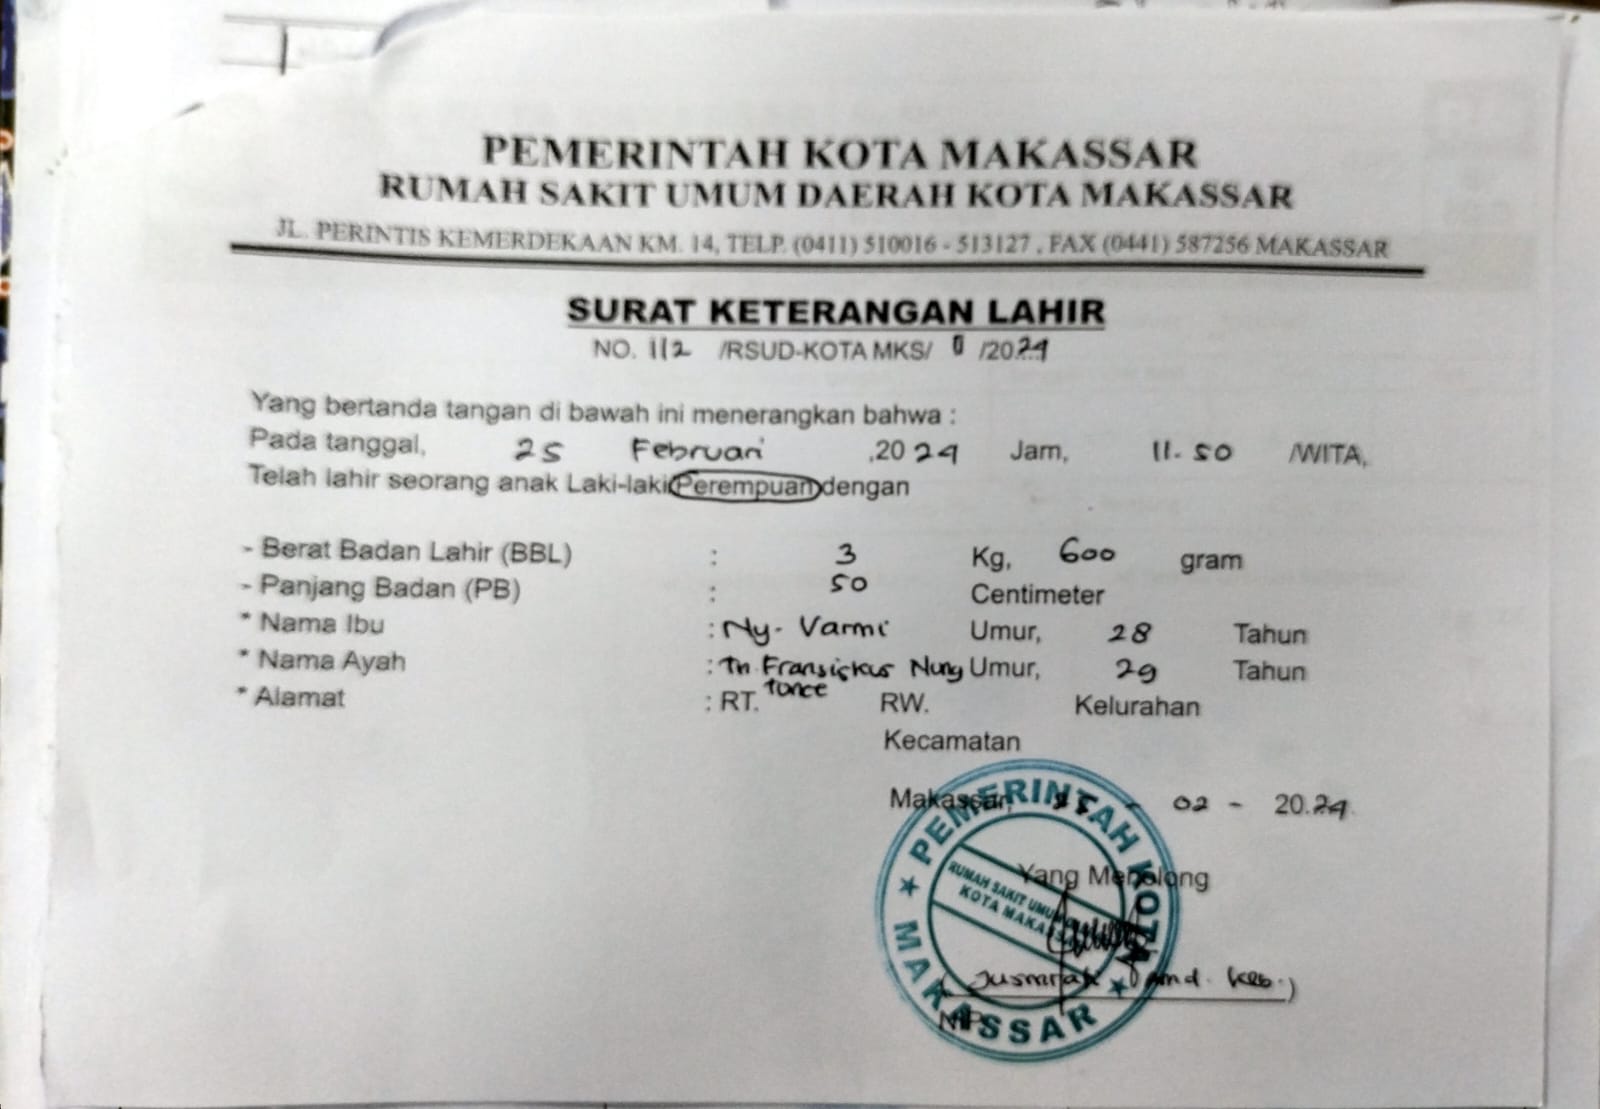 PEMERINTAH KOTA MAKASSAR
RUMAH SAKIT UMUM DAERAH KOTA MAKASSAR
JL. PERINTIS KEMERDEKAAN KM. 14, TELP. (0411) 510016 - 513127 , FAX (0441) 587256 MAKASSAR
SURAT KETERANGAN LAHIR
NO. 112 /RSUD-KOTA MKS/ /2024
Yang bertanda tangan di bawah ini menerangkan bahwa :
Pada tanggal, 25 Februari ,2024 Jam, 11.50 /WITA,
Telah lahir seorang anak Laki-laki/Perempuan dengan
- Berat Badan Lahir (BBL) : 3 Kg, 600 gram
- Panjang Badan (PB) : 50 Centimeter
* Nama Ibu : Ny. Varmi Umur, 28 Tahun
* Nama Ayah : Tn Fransiskus Nung Umur, 29 Tahun
tonce
* Alamat : RT. RW. Kelurahan
Kecamatan
Makassar, 25 - 02 - 20.24
Yang Menolong
( Amd. Keb. )
NIP
PEMERINTAH KOTA
RUMAH SAKIT UMUM
KOTA MAKASSAR
MAKASSAR